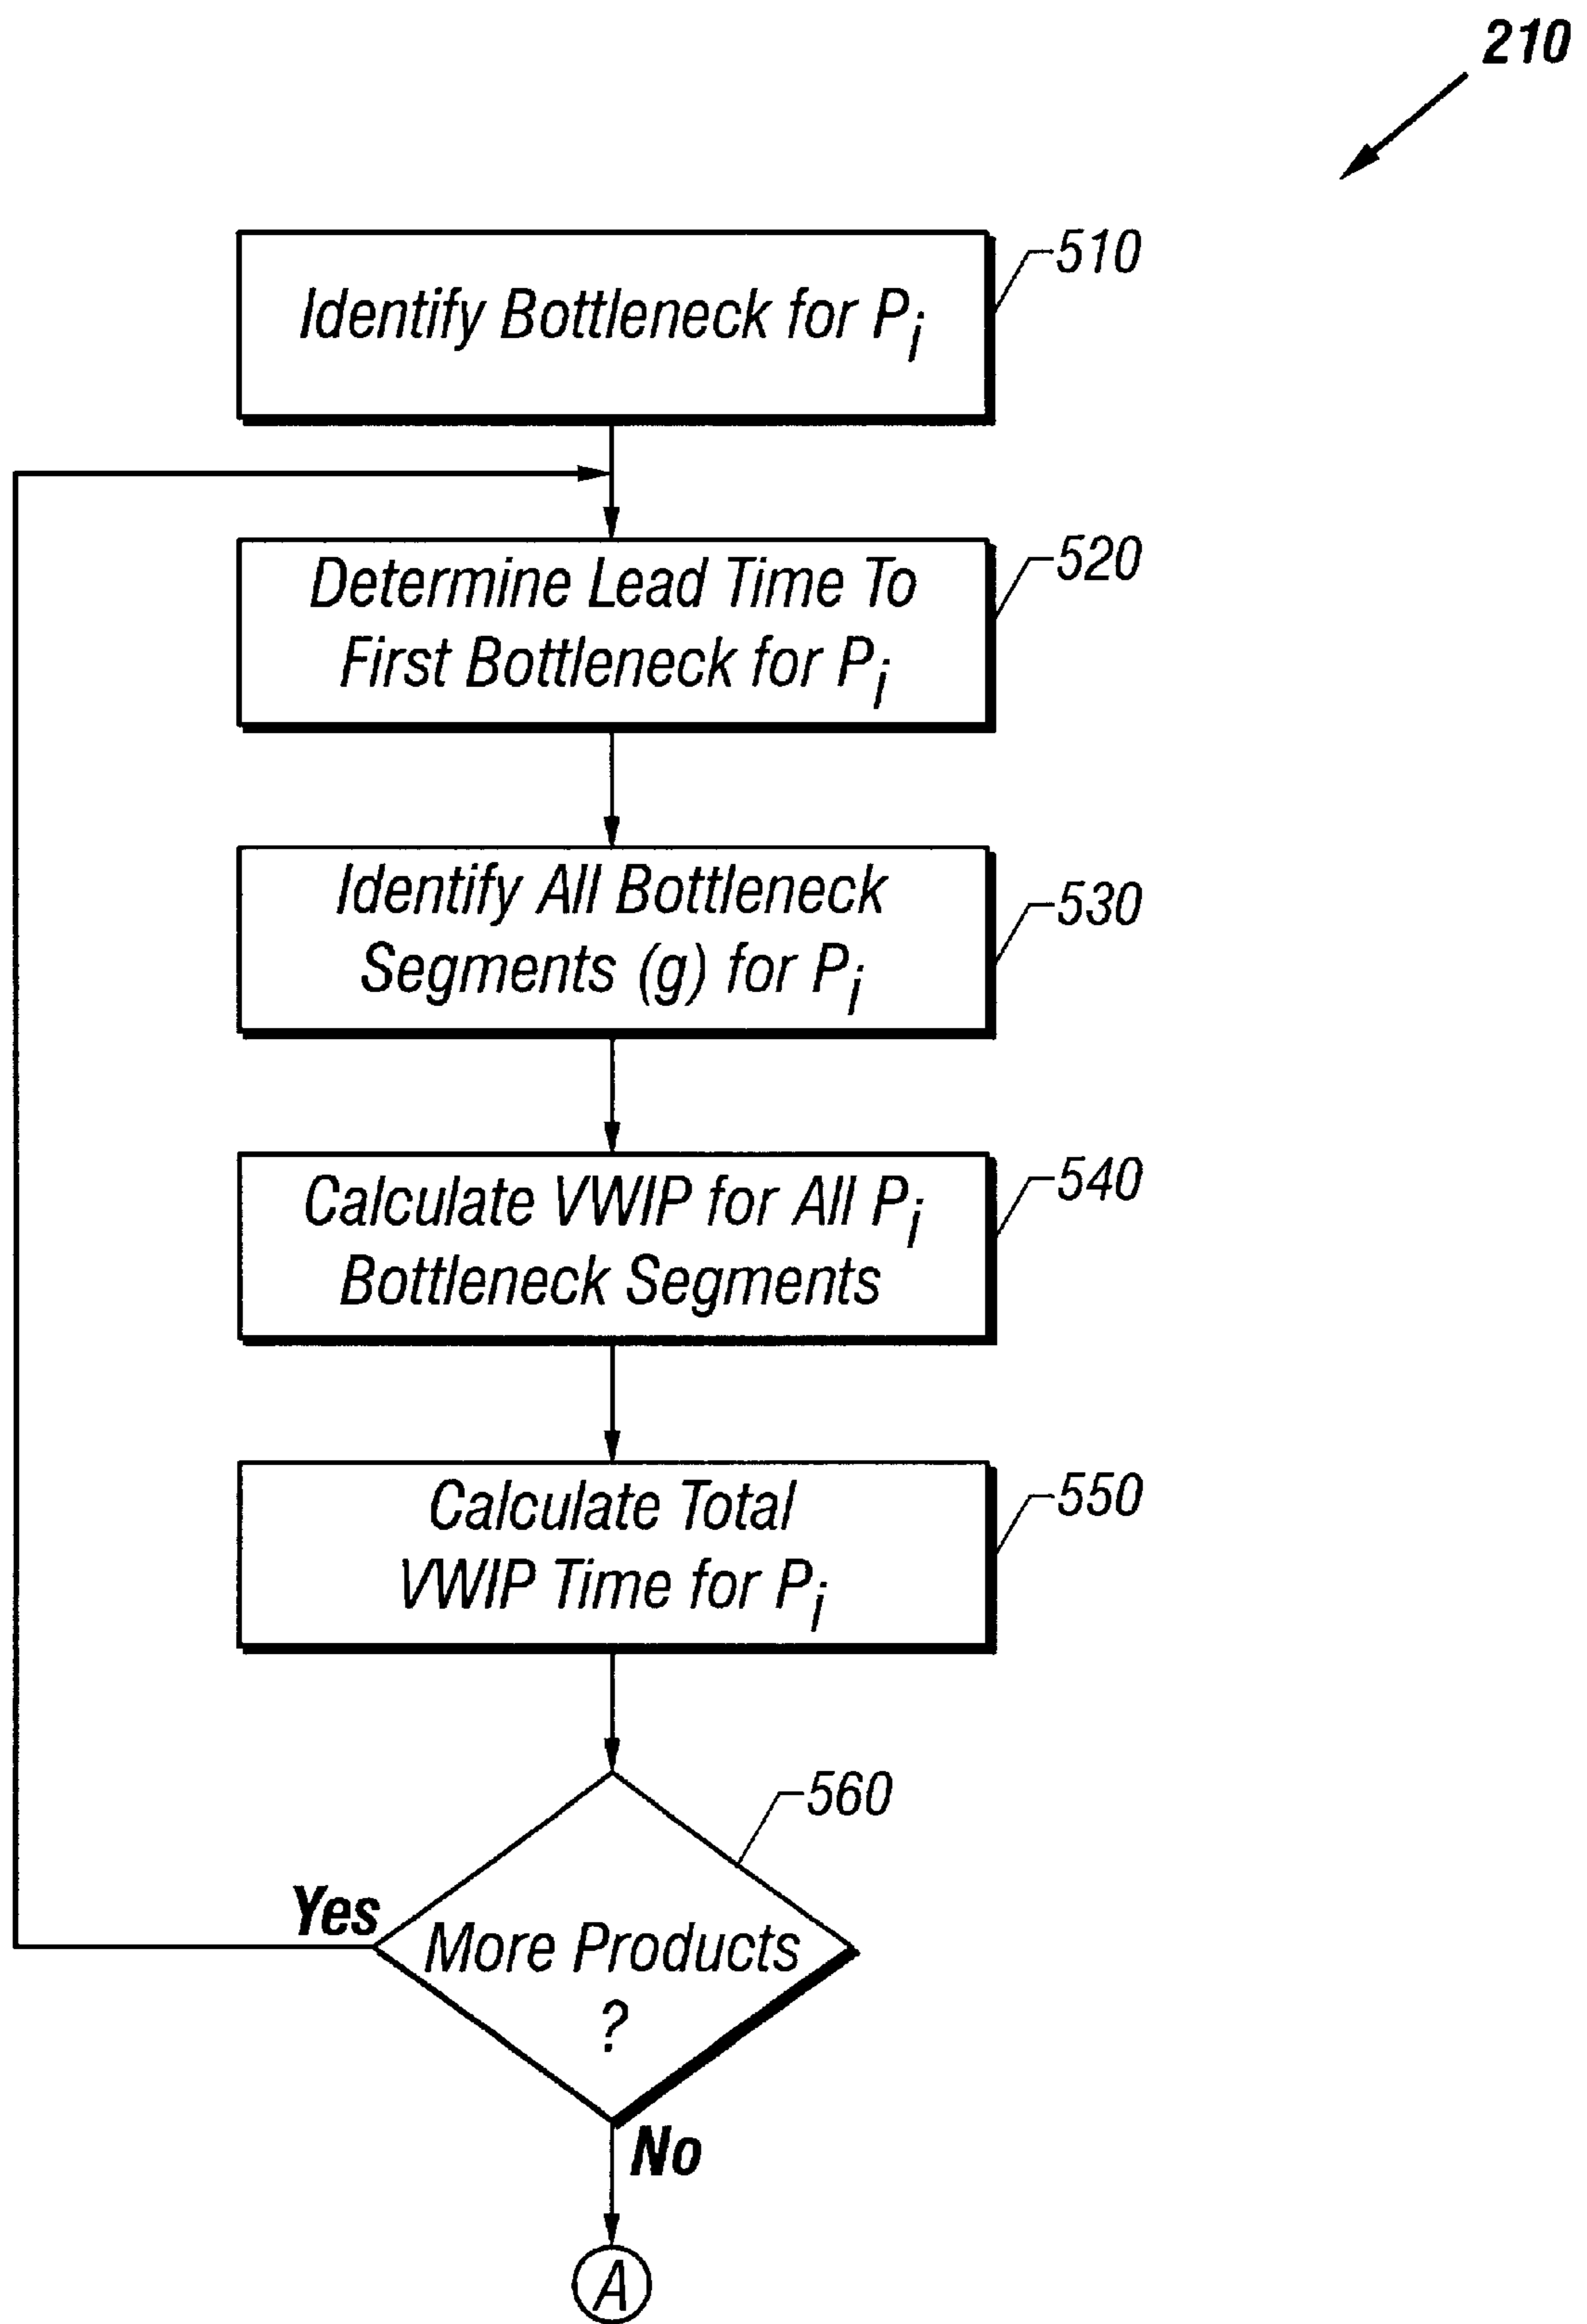 210
Identify Bottleneck for Pi
510
Determine Lead Time To
First Bottleneck for Pi
520
Identify All Bottleneck
Segments (g) for Pi
530
Calculate VWIP for All Pi
Bottleneck Segments
540
Calculate Total
VWIP Time for Pi
550
560
Yes
More Products
?
No
A